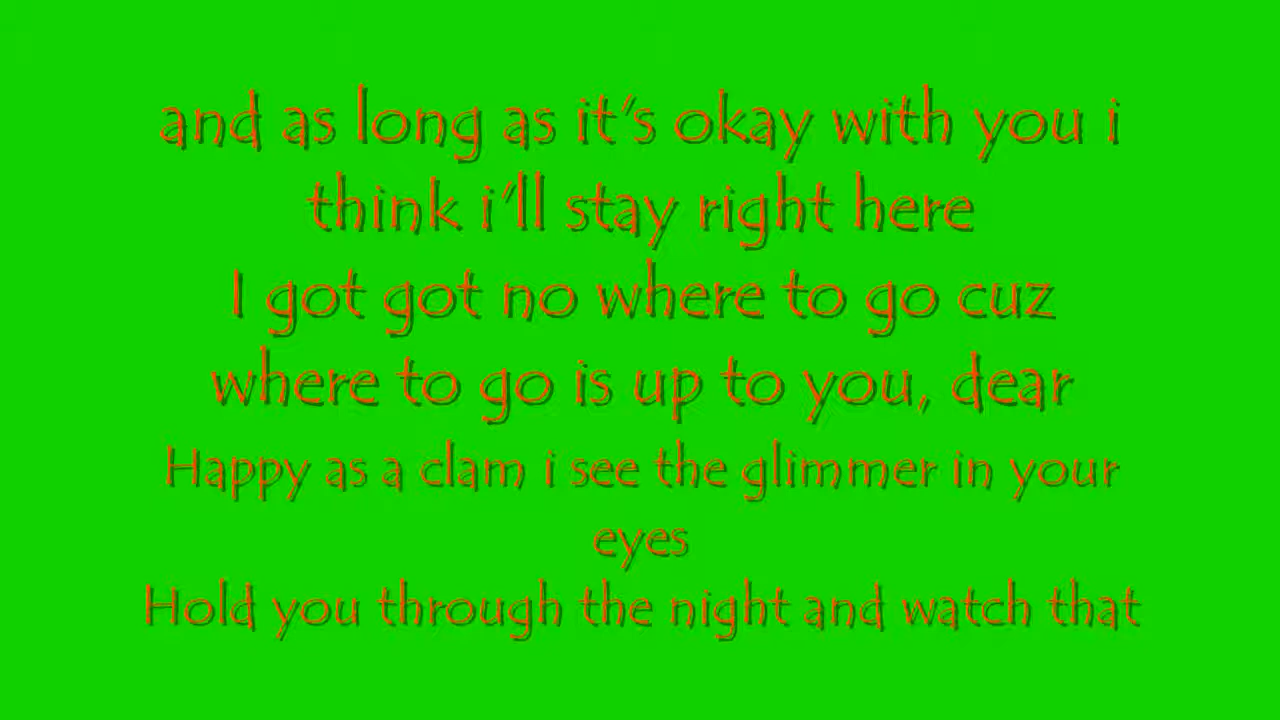 and as long as it's okay with you i
think i'll stay right here
I got got no where to go cuz
where to go is up to you, dear
Happy as a clam i see the glimmer in your
eyes
Hold you through the night and watch that